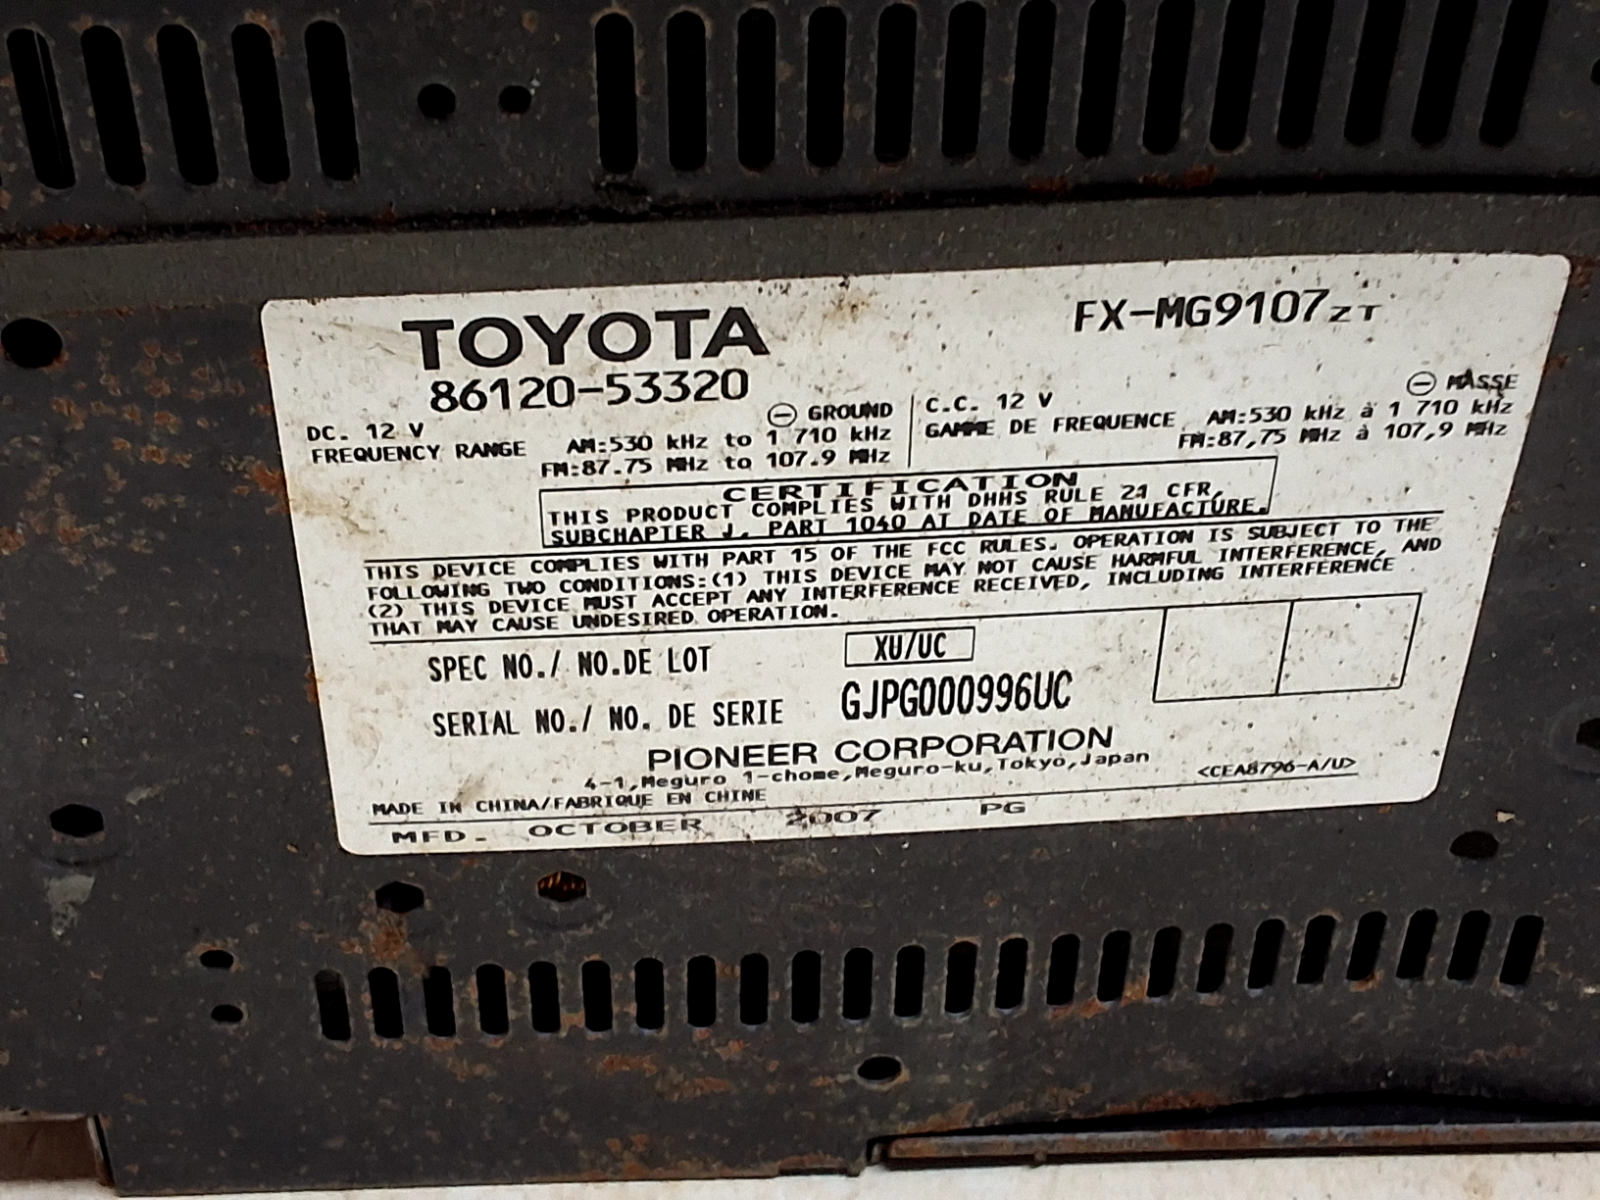 TOYOTA
FX-MG9107ZT
86120-53320
DC. 12 V ⊖ GROUND
FREQUENCY RANGE AM:530 kHz to 1 710 kHz
FM:87.75 MHz to 107.9 MHz
C.C. 12 V ⊖ MASSE
GAMME DE FREQUENCE AM:530 kHz à 1 710 kHz
FM:87,75 MHz à 107,9 MHz
CERTIFICATION
THIS PRODUCT COMPLIES WITH DHHS RULE 21 CFR,
SUBCHAPTER J, PART 1040 AT DATE OF MANUFACTURE.
THIS DEVICE COMPLIES WITH PART 15 OF THE FCC RULES. OPERATION IS SUBJECT TO THE
FOLLOWING TWO CONDITIONS:(1) THIS DEVICE MAY NOT CAUSE HARMFUL INTERFERENCE, AND
(2) THIS DEVICE MUST ACCEPT ANY INTERFERENCE RECEIVED, INCLUDING INTERFERENCE
THAT MAY CAUSE UNDESIRED OPERATION.
SPEC NO./ NO.DE LOT XU/UC
SERIAL NO./ NO. DE SERIE GJPG000996UC
PIONEER CORPORATION
4-1,Meguro 1-chome,Meguro-ku,Tokyo,Japan
MADE IN CHINA/FABRIQUE EN CHINE <CEA8796-A/U>
MFD. OCTOBER 2007 PG